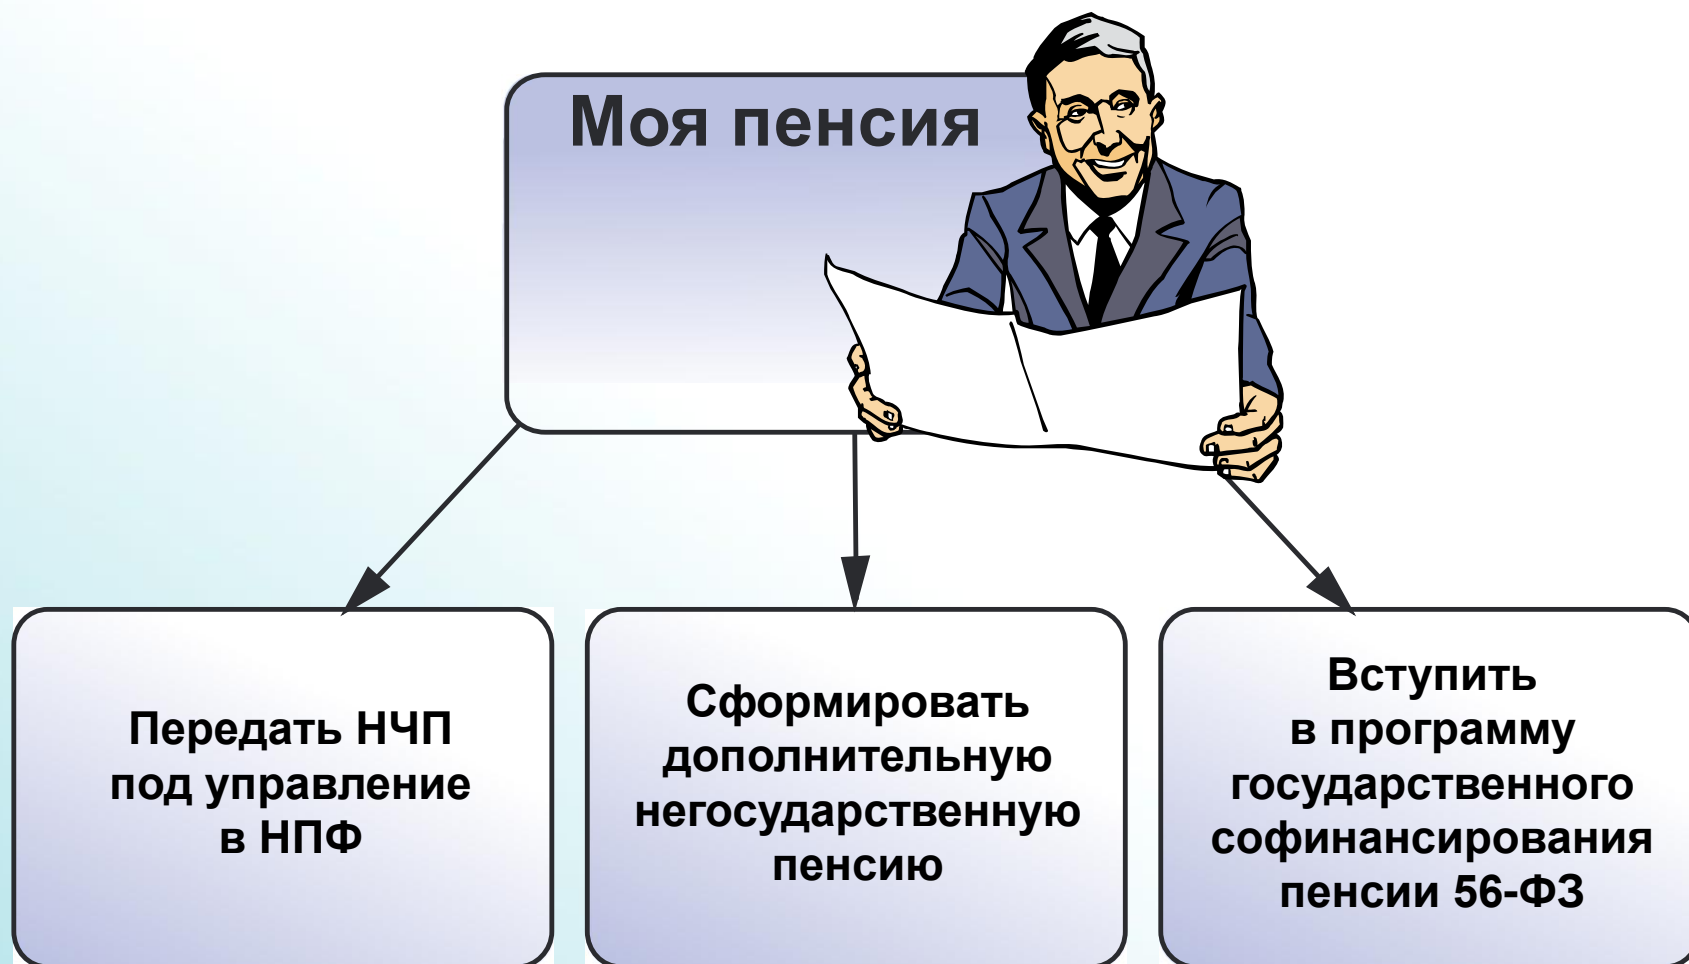 Моя пенсия
Передать НЧП
под управление
в НПФ
Сформировать
дополнительную
негосударственную
пенсию
Вступить
в программу
государственного
софинансирования
пенсии 56-ФЗ